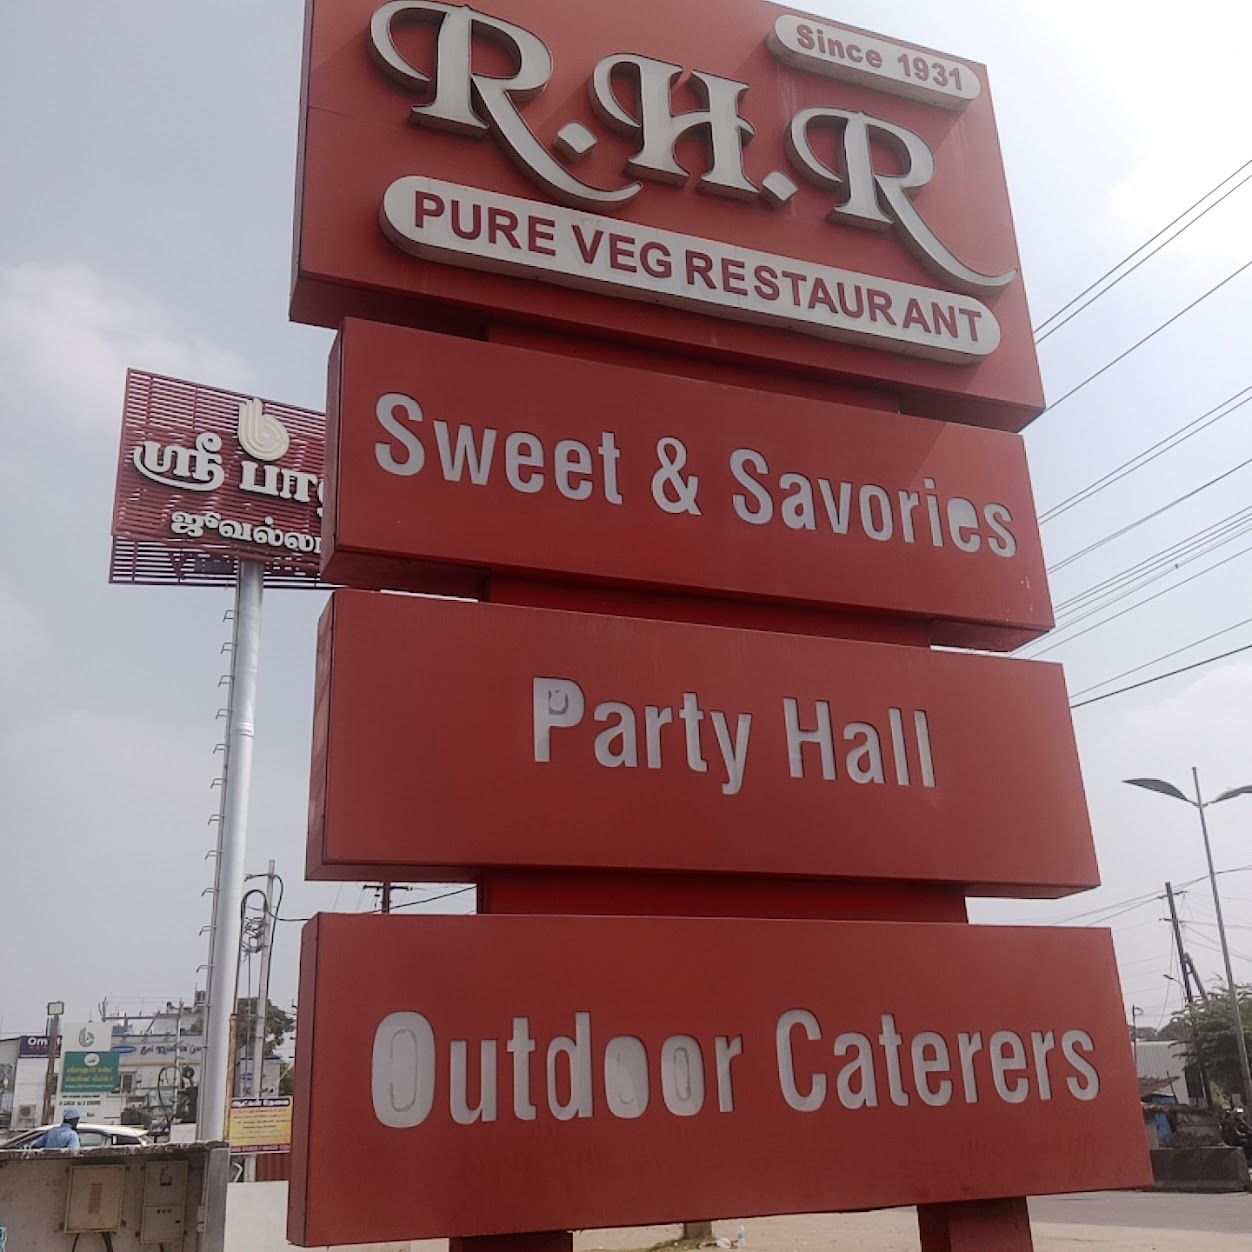 Since 1931
R.H.R
PURE VEG RESTAURANT
Sweet & Savories
ஸ்ரீ
ஜுவல்ல
Party Hall
Outdoor Caterers